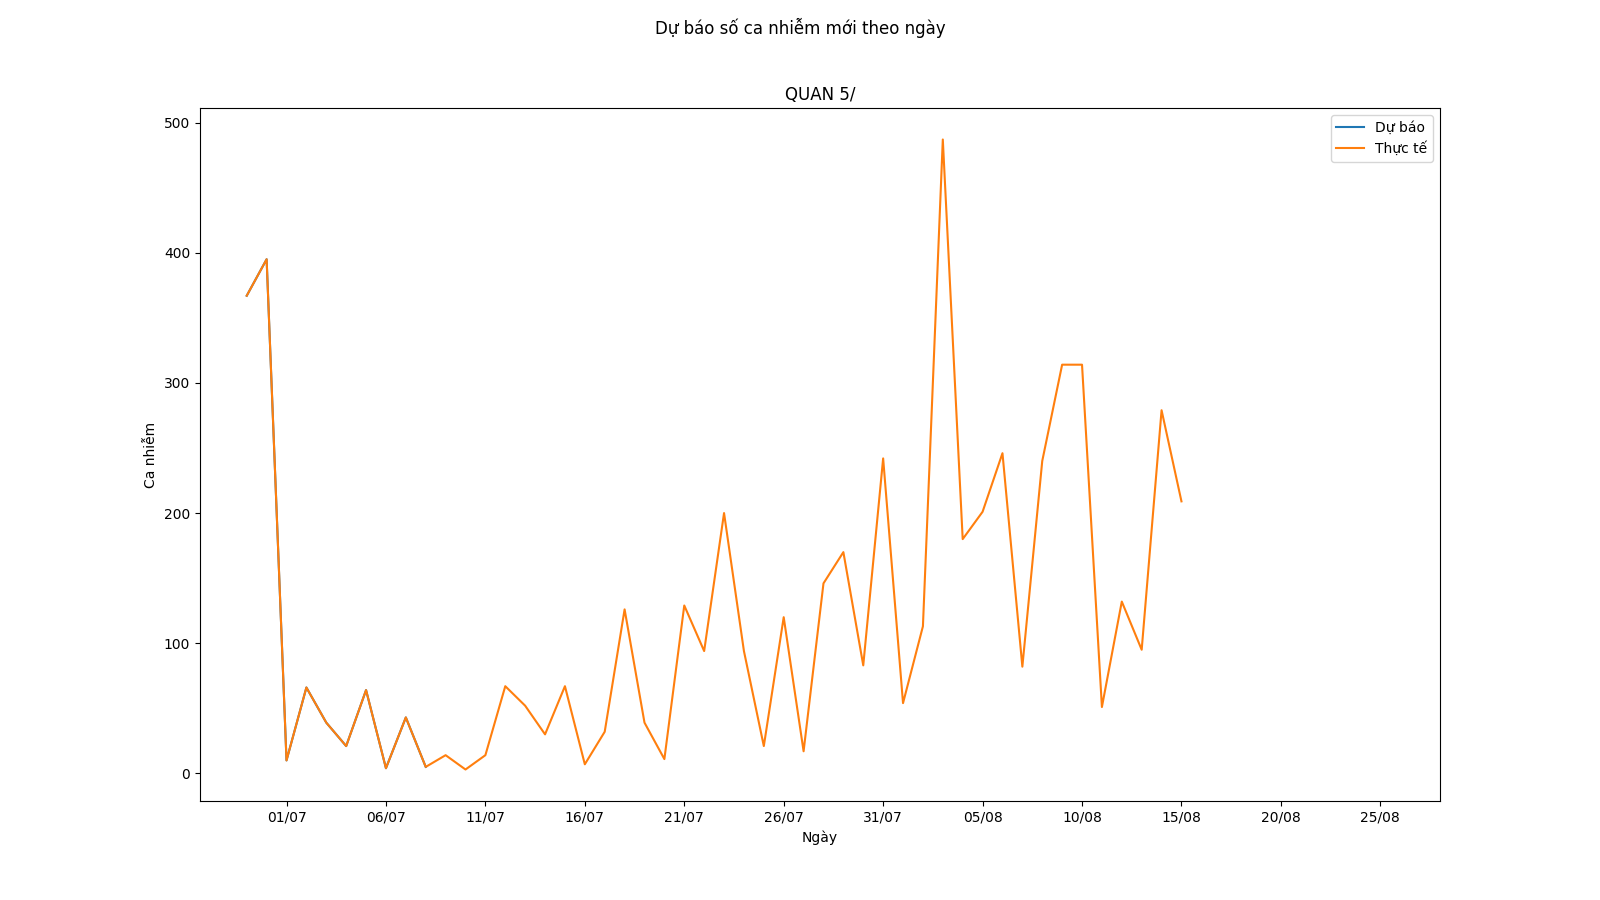 Dự báo số ca nhiễm mới theo ngày
QUAN 5/
Dự báo
Thực tế
500
400
300
200
100
0
Ca nhiễm
01/07 06/07 11/07 16/07 21/07 26/07 31/07 05/08 10/08 15/08 20/08 25/08
Ngày